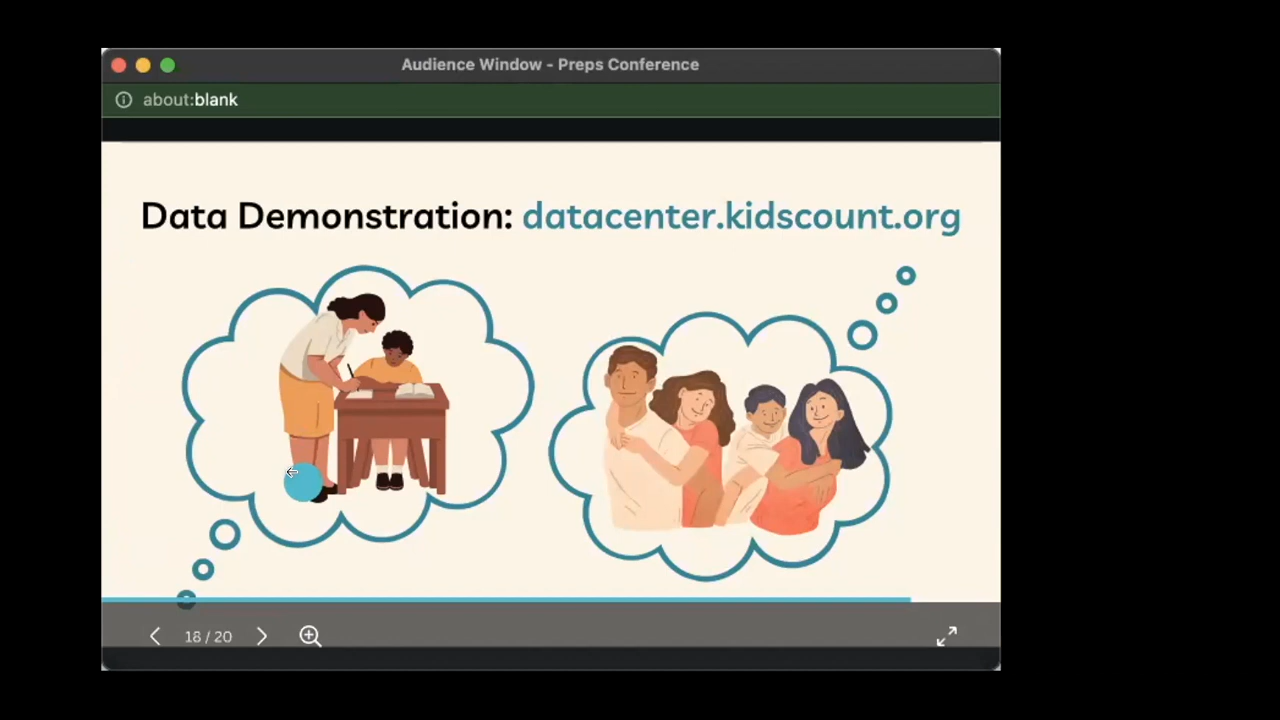 Audience Window - Preps Conference
about:blank
Data Demonstration: datacenter.kidscount.org
18 / 20